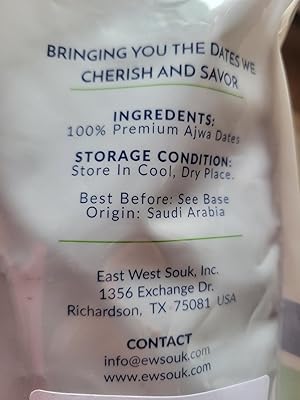 BRINGING YOU THE DATES WE
CHERISH AND SAVOR
INGREDENTS:
100% Premium Ajwa Dates
STORAGE CONDITION:
Store In Cool, Dry Place.
Best Before: See Base
Origin: Saudi Arabia
East West Souk, Inc.
1356 Exchange Dr.
Richardson, TX 75081 USA
CONTACT
info@ewsouk.com
www.ewsouk.com